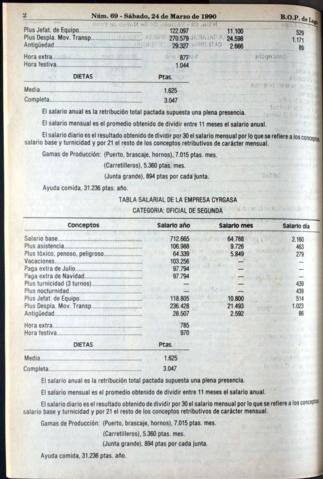 2 Núm. 69 - Sábado, 24 de Marzo de 1990 B.O.P. de Lugo
Plus Jefat. de Equipo 122.097 11.100 529
Plus Despla. Mov. Transp. 270.579 24.598 1.171
Antigüedad 29.327 2.666 89
Hora extra 877
Hora festiva 1.044
DIETAS Ptas.
Media 1.625
Completa 3.047
El salario anual es la retribución total pactada supuesta una plena presencia.
El salario mensual es el promedio obtenido de dividir entre 11 meses el salario anual.
El salario diario es el resultado obtenido de dividir por 30 el salario mensual por lo que se refiere a los conceptos
salario base y turnicidad y por 21 el resto de los conceptos retributivos de carácter mensual.
Gamas de Producción: (Puerto, brascaje, hornos), 7.015 ptas. mes.
(Carretilleros), 5.360 ptas. mes.
(Junta grande), 894 ptas por cada junta.
Ayuda comida, 31.236 ptas. año.
TABLA SALARIAL DE LA EMPRESA CYRGASA
CATEGORIA: OFICIAL DE SEGUNDA
Conceptos Salario año Salario mes Salario día
Salario base 712.665 64.788 2.160
Plus asistencia 106.988 9.726 463
Plus tóxico, penoso, peligroso 64.339 5.849 279
Vacaciones 103.256 — —
Paga extra de Julio 97.794 — —
Paga extra de Navidad 97.794 — —
Plus turnicidad (3 turnos) — — 439
Plus nocturnidad — — 439
Plus Jefat. de Equipo 118.805 10.800 514
Plus Despla. Mov. Transp. 236.428 21.493 1.023
Antigüedad 28.507 2.592 86
Hora extra 785
Hora festiva 970
DIETAS Ptas.
Media 1.625
Completa 3.047
El salario anual es la retribución total pactada supuesta una plena presencia.
El salario mensual es el promedio obtenido de dividir entre 11 meses el salario anual.
El salario diario es el resultado obtenido de dividir por 30 el salario mensual por lo que se refiere a los conceptos
salario base y turnicidad y por 21 el resto de los conceptos retributivos de carácter mensual.
Gamas de Producción: (Puerto, brascaje, hornos), 7.015 ptas. mes.
(Carretilleros), 5.360 ptas. mes.
(Junta grande), 894 ptas por cada junta.
Ayuda comida, 31.236 ptas. año.